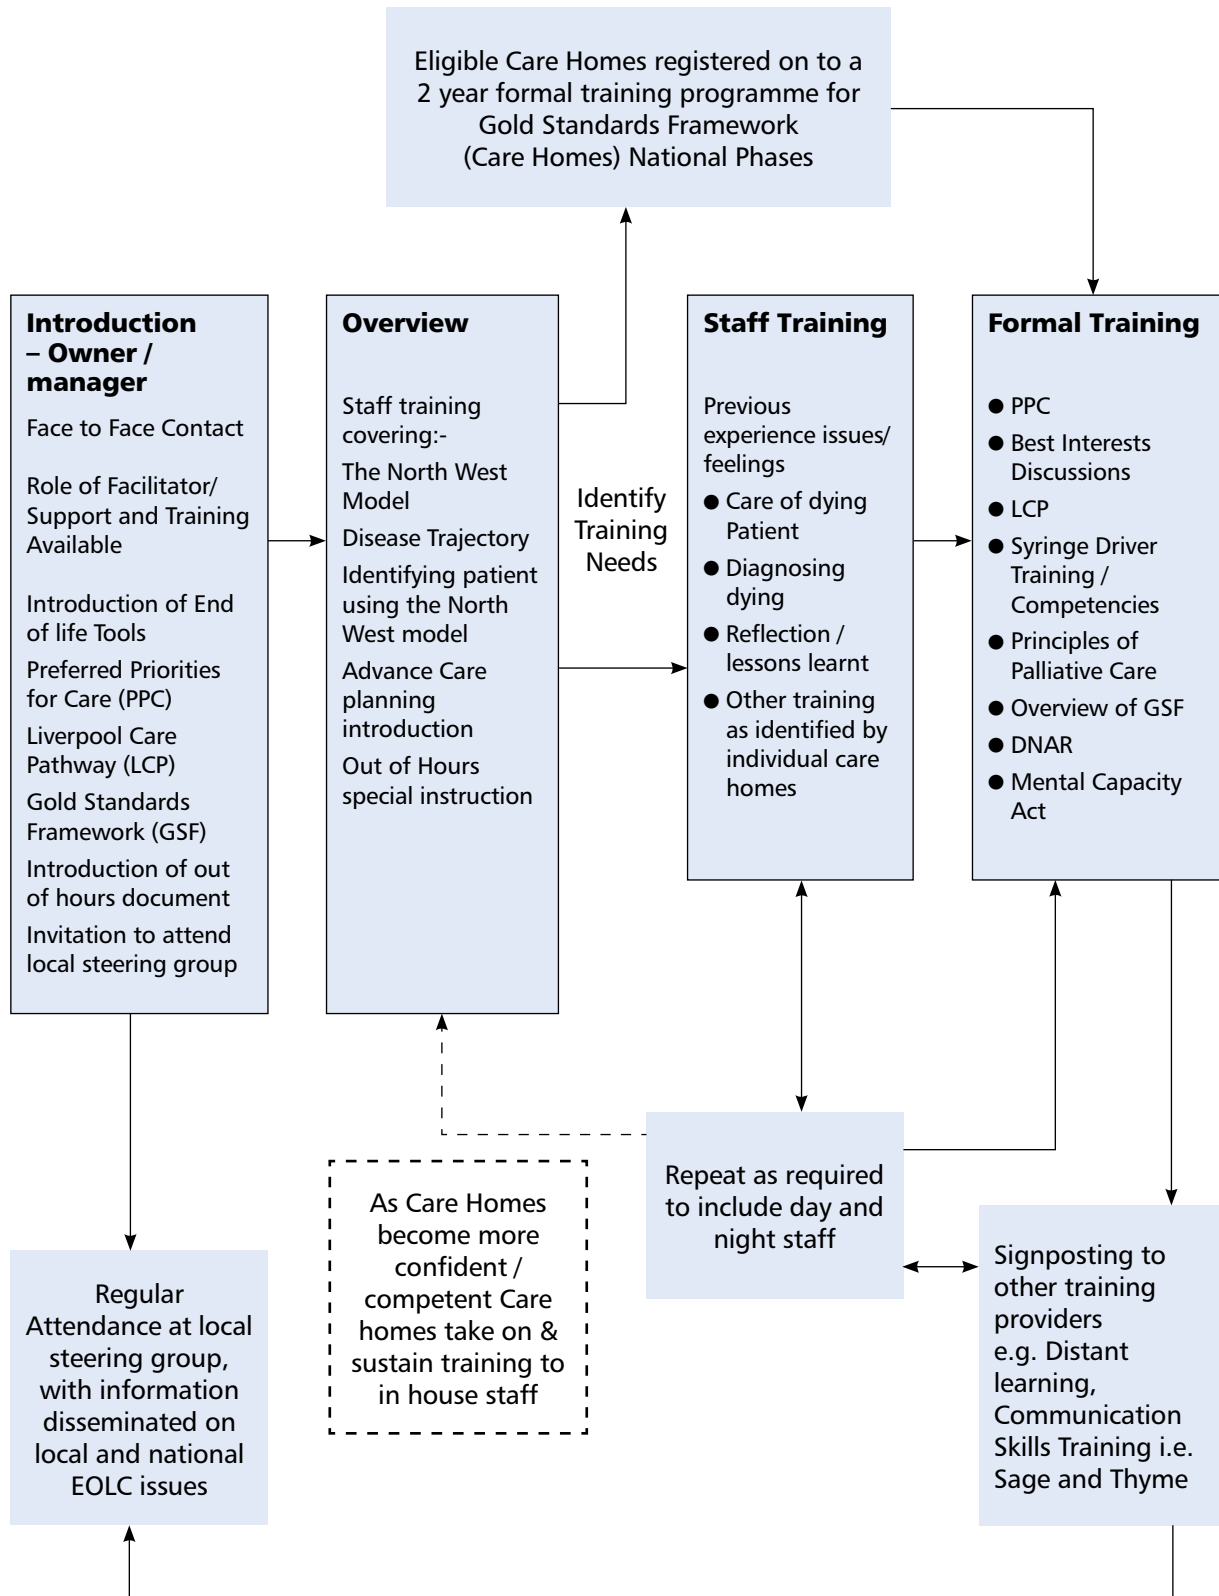 Eligible Care Homes registered on to a
2 year formal training programme for
Gold Standards Framework
(Care Homes) National Phases
Introduction
– Owner /
manager
Face to Face Contact
Role of Facilitator/
Support and Training
Available
Introduction of End
of life Tools
Preferred Priorities
for Care (PPC)
Liverpool Care
Pathway (LCP)
Gold Standards
Framework (GSF)
Introduction of out
of hours document
Invitation to attend
local steering group
Overview
Staff training
covering:-
The North West
Model
Disease Trajectory
Identifying patient
using the North
West model
Advance Care
planning
introduction
Out of Hours
special instruction
Identify
Training
Needs
Staff Training
Previous
experience issues/
feelings
● Care of dying
Patient
● Diagnosing
dying
● Reflection /
lessons learnt
● Other training
as identified by
individual care
homes
Formal Training
● PPC
● Best Interests
Discussions
● LCP
● Syringe Driver
Training /
Competencies
● Principles of
Palliative Care
● Overview of GSF
● DNAR
● Mental Capacity
Act
Regular
Attendance at local
steering group,
with information
disseminated on
local and national
EOLC issues
As Care Homes
become more
confident /
competent Care
homes take on &
sustain training to
in house staff
Repeat as required
to include day and
night staff
Signposting to
other training
providers
e.g. Distant
learning,
Communication
Skills Training i.e.
Sage and Thyme